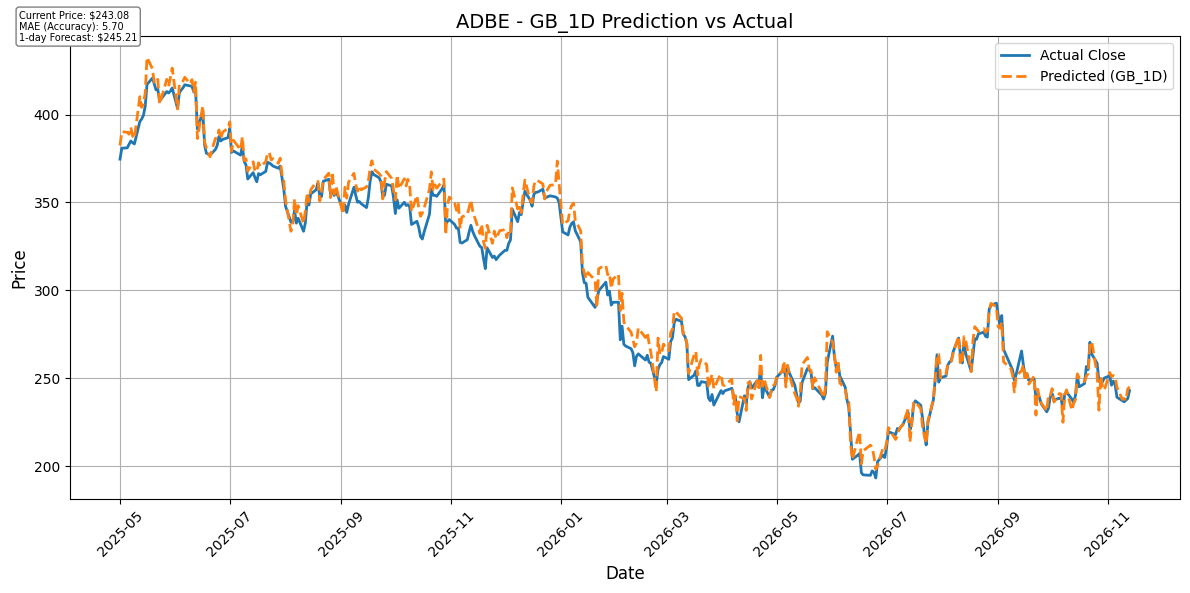 ADBE - GB_1D Prediction vs Actual
Current Price: $243.08
MAE (Accuracy): 5.70
1-day Forecast: $245.21
Actual Close
Predicted (GB_1D)
Price
400
350
300
250
200
2025-05
2025-07
2025-09
2025-11
2026-01
2026-03
2026-05
2026-07
2026-09
2026-11
Date